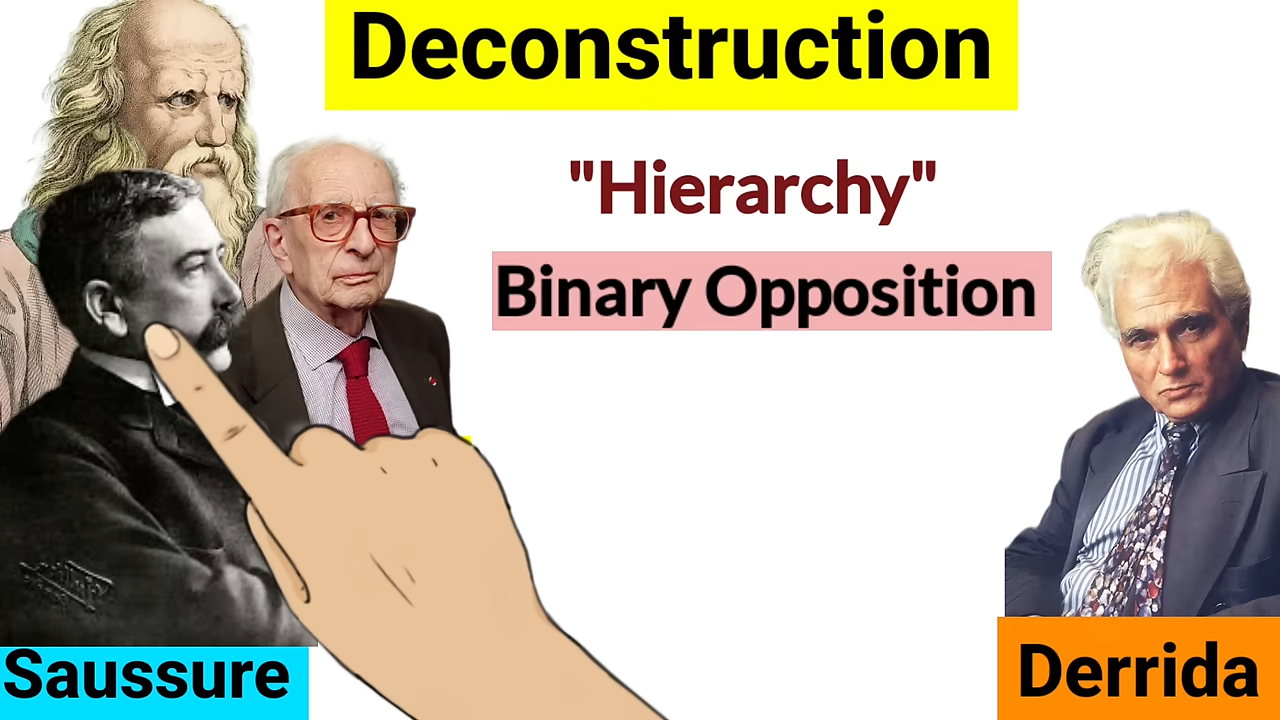 Deconstruction
"Hierarchy"
Binary Opposition
Saussure
Derrida